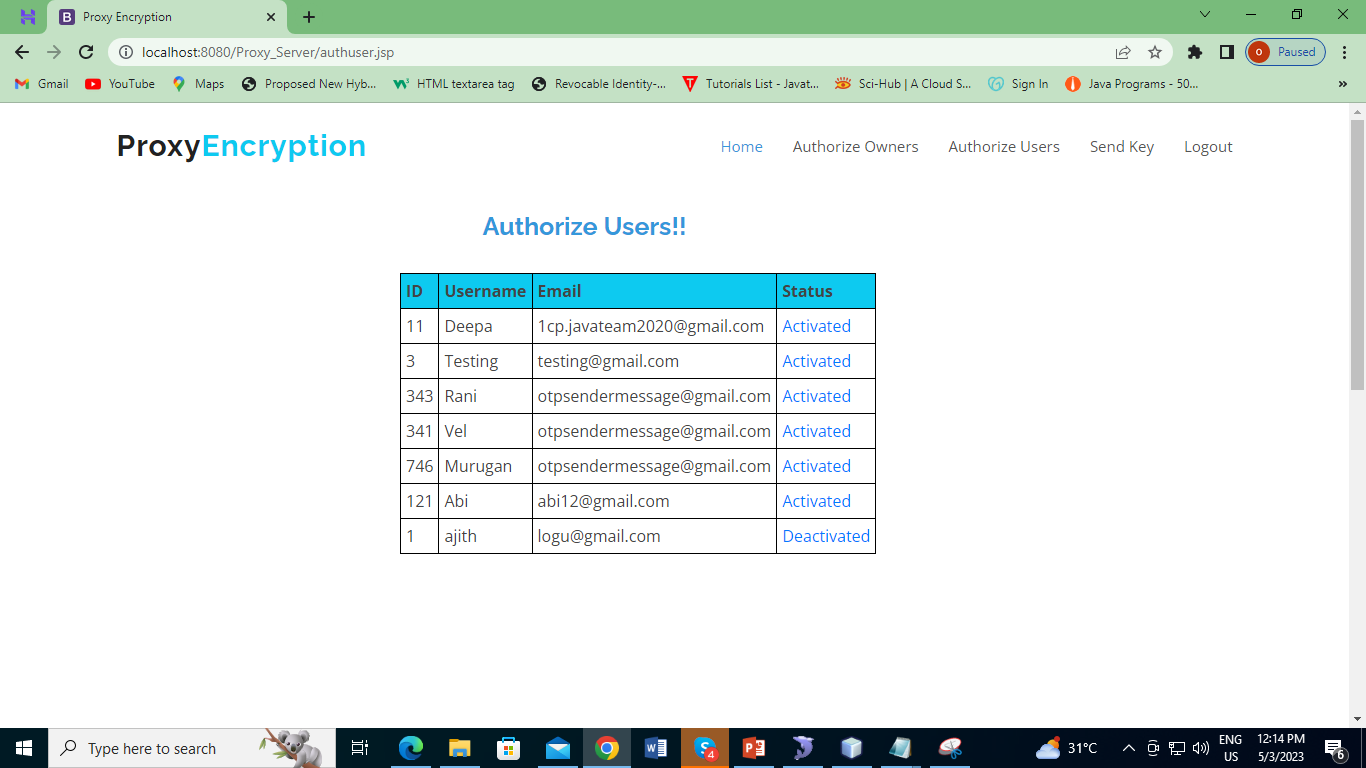 Proxy Encryption
localhost:8080/Proxy_Server/authuser.jsp
O Paused
Gmail YouTube Maps Proposed New Hyb... HTML textarea tag Revocable Identity-... Tutorials List - Javat... Sci-Hub | A Cloud S... Sign In Java Programs - 50... »
ProxyEncryption Home Authorize Owners Authorize Users Send Key Logout
Authorize Users!!
ID Username Email Status
11 Deepa 1cp.javateam2020@gmail.com Activated
3 Testing testing@gmail.com Activated
343 Rani otpsendermessage@gmail.com Activated
341 Vel otpsendermessage@gmail.com Activated
746 Murugan otpsendermessage@gmail.com Activated
121 Abi abi12@gmail.com Activated
1 ajith logu@gmail.com Deactivated
Type here to search 4 31°C ENG 12:14 PM
US 5/3/2023 6